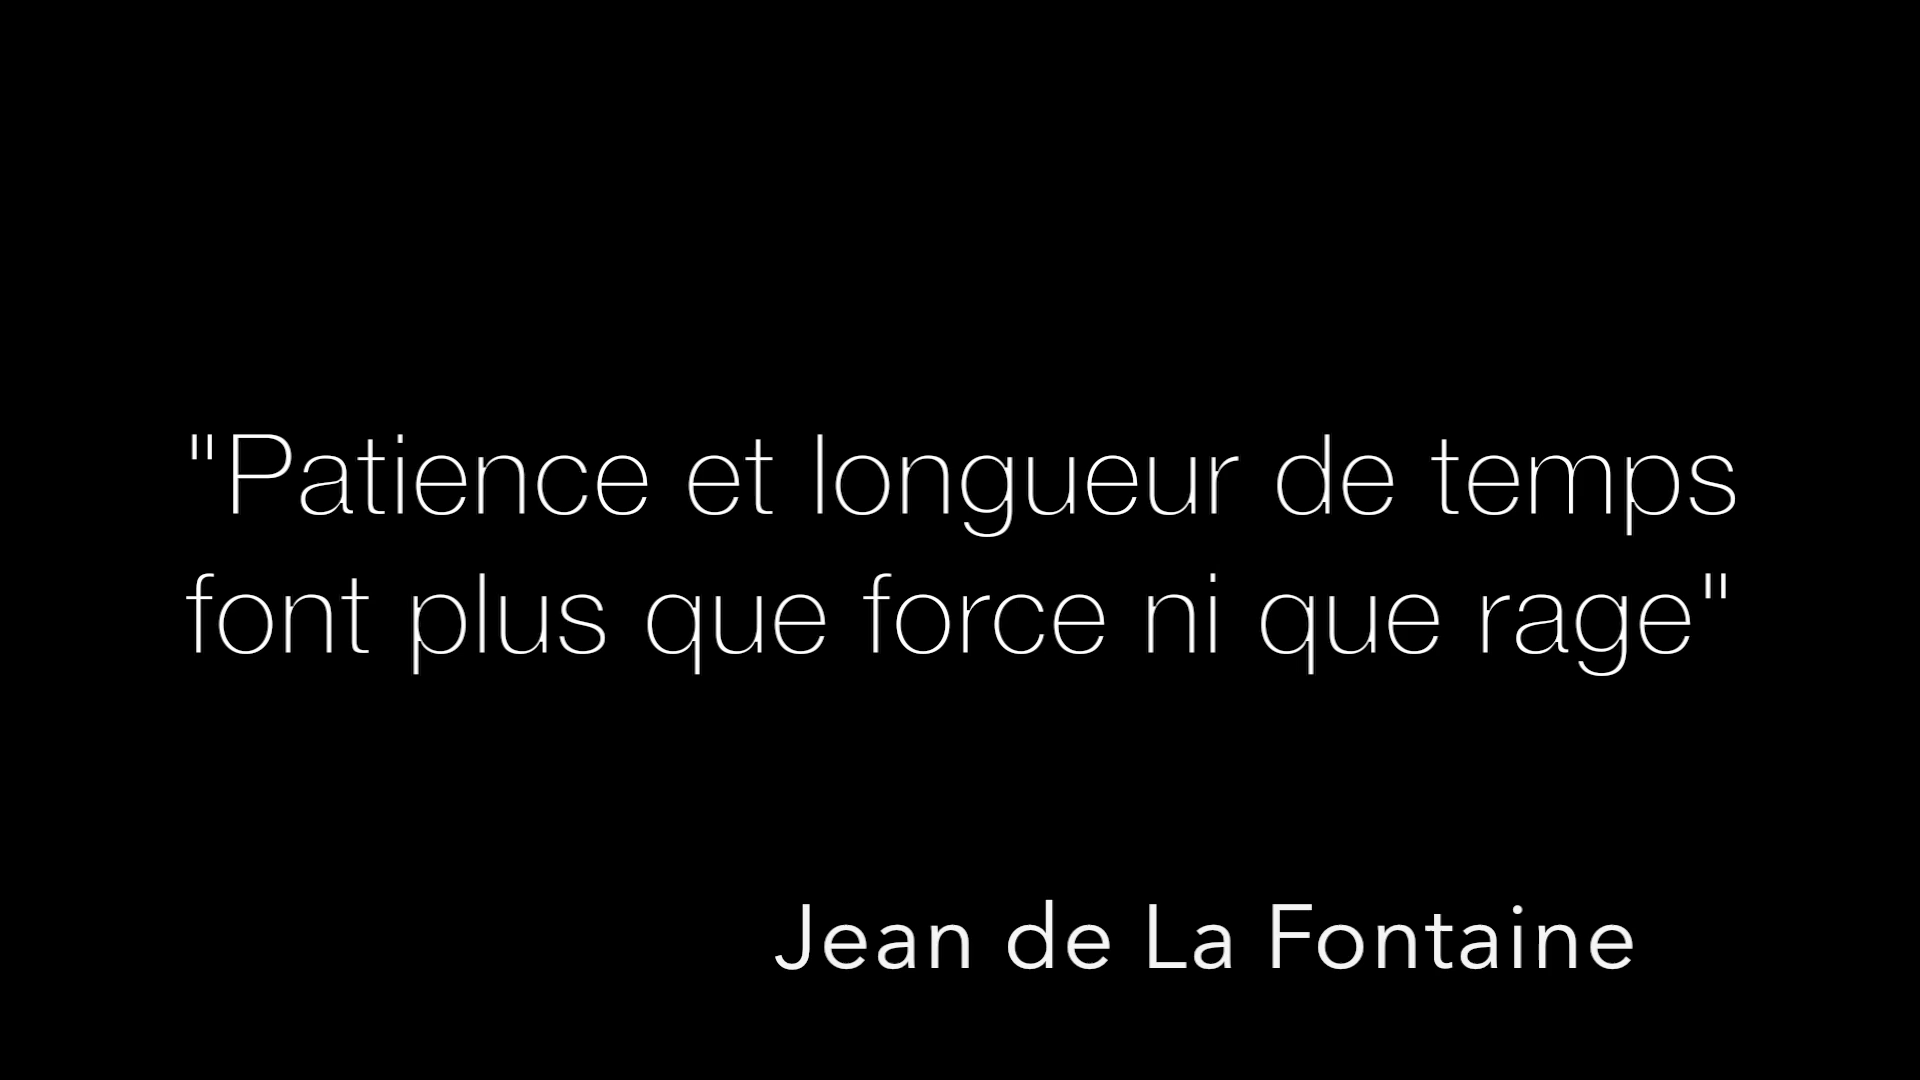 "Patience et longueur de temps
font plus que force ni que rage"
Jean de La Fontaine